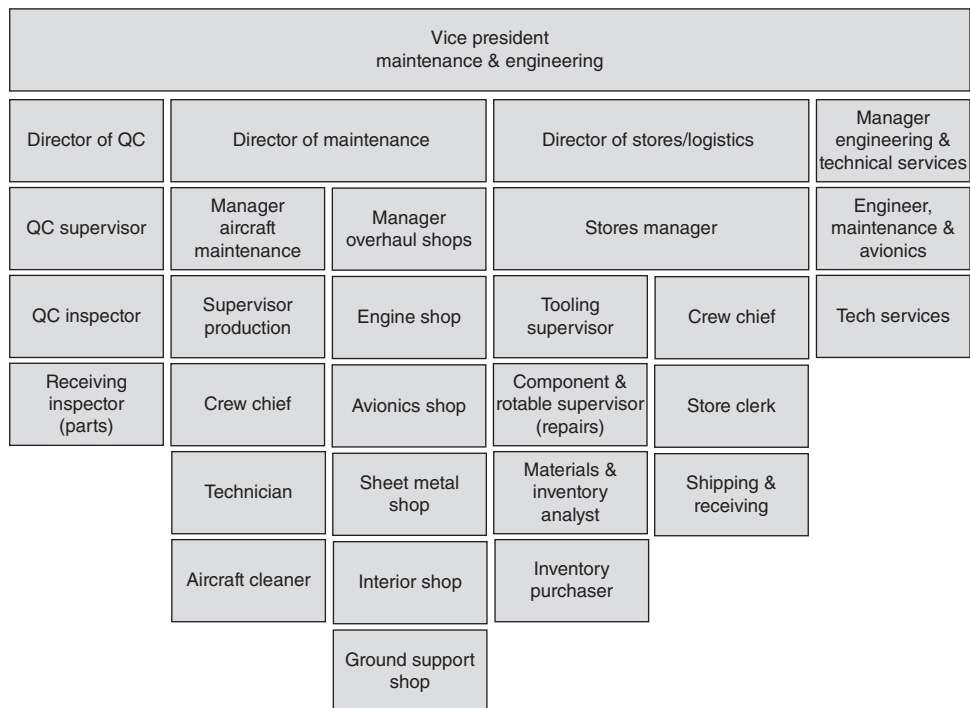 Vice president
maintenance & engineering
Director of QC
Director of maintenance
Director of stores/logistics
Manager
engineering &
technical services
QC supervisor
Manager
aircraft
maintenance
Manager
overhaul shops
Stores manager
Engineer,
maintenance &
avionics
QC inspector
Supervisor
production
Engine shop
Tooling
supervisor
Crew chief
Tech services
Receiving
inspector
(parts)
Crew chief
Avionics shop
Component &
rotable supervisor
(repairs)
Store clerk
Technician
Sheet metal
shop
Materials &
inventory
analyst
Shipping &
receiving
Aircraft cleaner
Interior shop
Inventory
purchaser
Ground support
shop